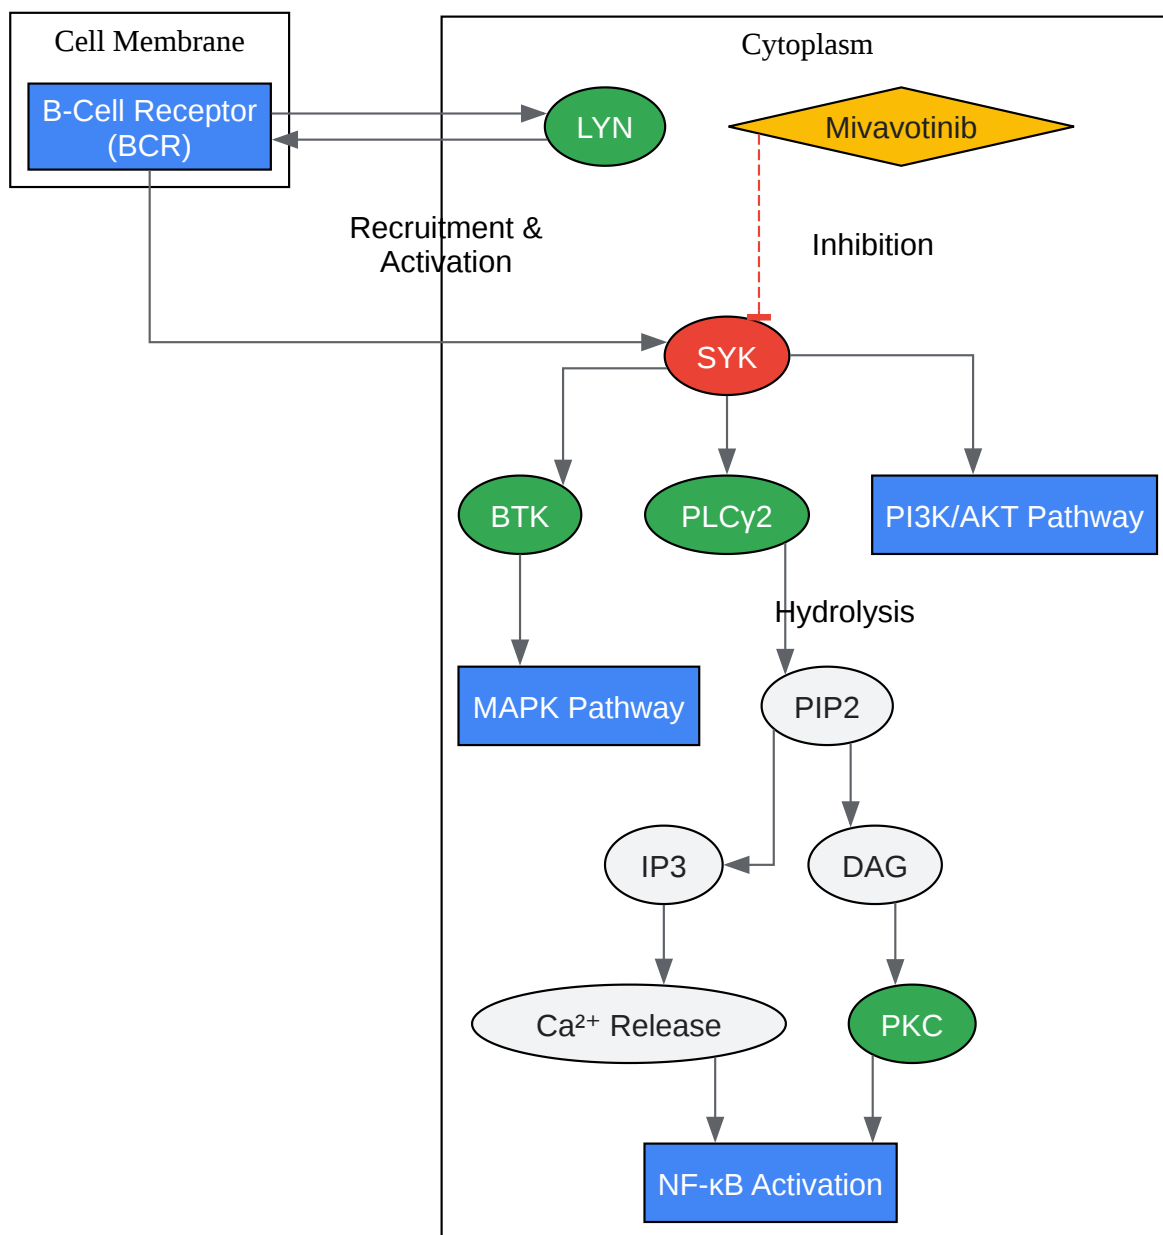 Cell Membrane
Cytoplasm
B-Cell Receptor
(BCR)
LYN
Mivavotinib
Recruitment &
Activation
Inhibition
SYK
BTK
PLCγ2
PI3K/AKT Pathway
Hydrolysis
MAPK Pathway
PIP2
IP3
DAG
Ca²⁺ Release
PKC
NF-κB Activation